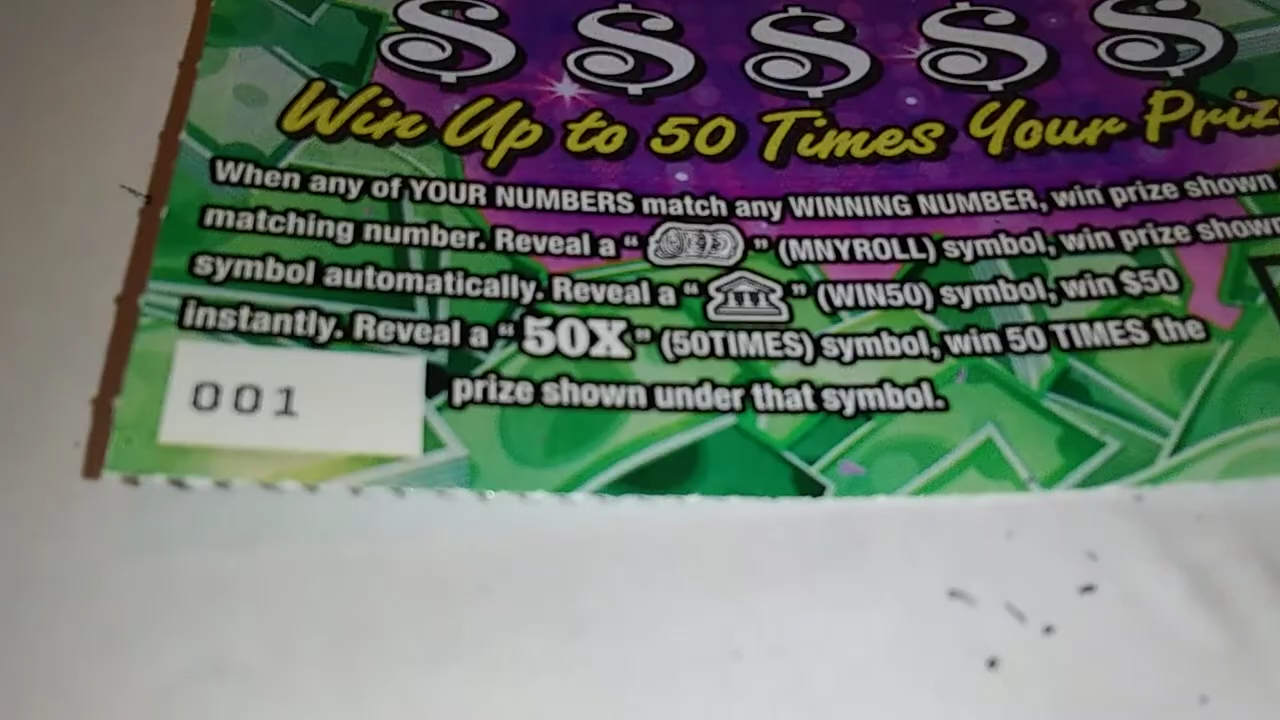 $ $ $ $ $
Win Up to 50 Times Your
When any of YOUR NUMBERS match any WINNING NUMBER, win prize shown
matching number. Reveal a " " (MNYROLL) symbol, win prize shown
symbol automatically. Reveal a " " (WIN50) symbol, win $50
instantly. Reveal a "50X" (50TIMES) symbol, win 50 TIMES the
prize shown under that symbol.
001